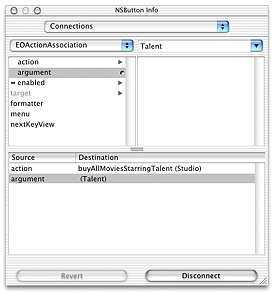 NSButton Info
Connections
EOActionAssociation
Talent
action
argument
enabled
target
formatter
menu
nextKeyView
Source Destination
action buyAllMoviesStarringTalent (Studio)
argument (Talent)
Revert Disconnect